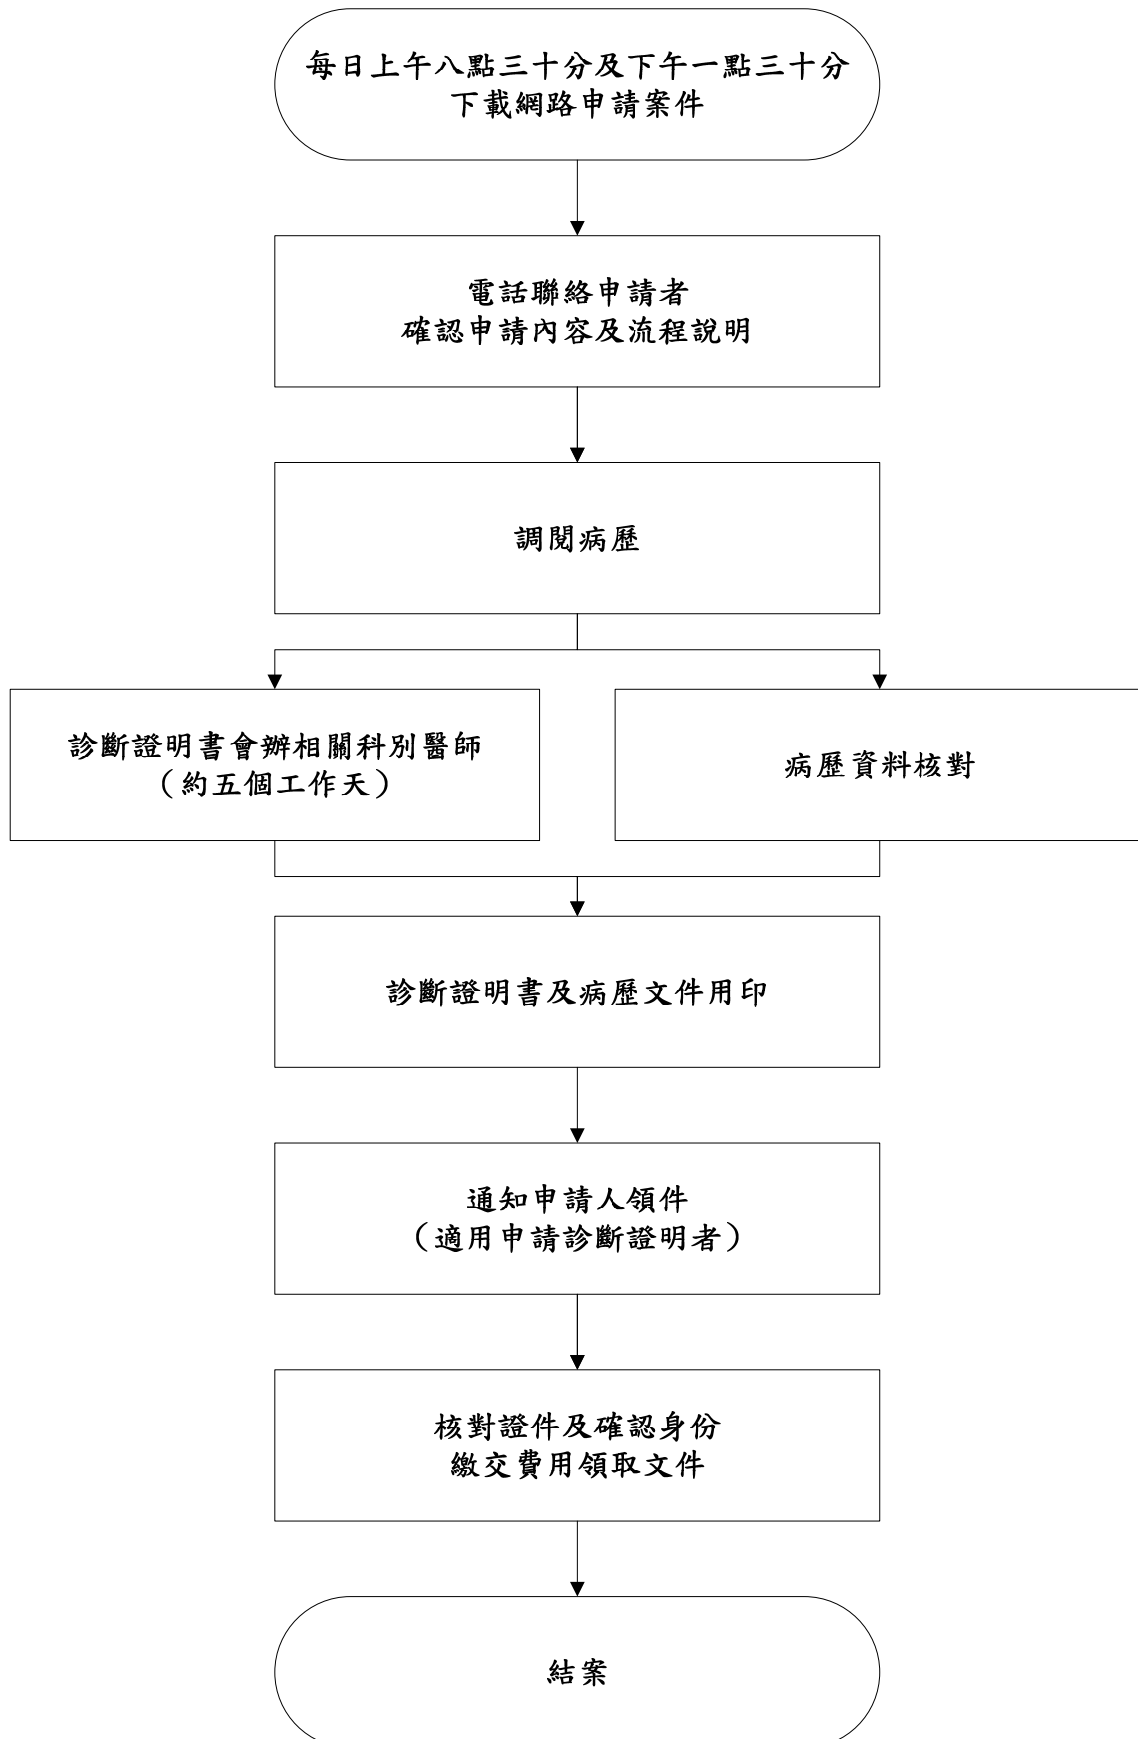 每日上午八點三十分及下午一點三十分
下載網路申請案件
電話聯絡申請者
確認申請內容及流程說明
調閱病歷
診斷證明書會辦相關科別醫師
（約五個工作天）
病歷資料核對
診斷證明書及病歷文件用印
通知申請人領件
（適用申請診斷證明者）
核對證件及確認身份
繳交費用領取文件
結案